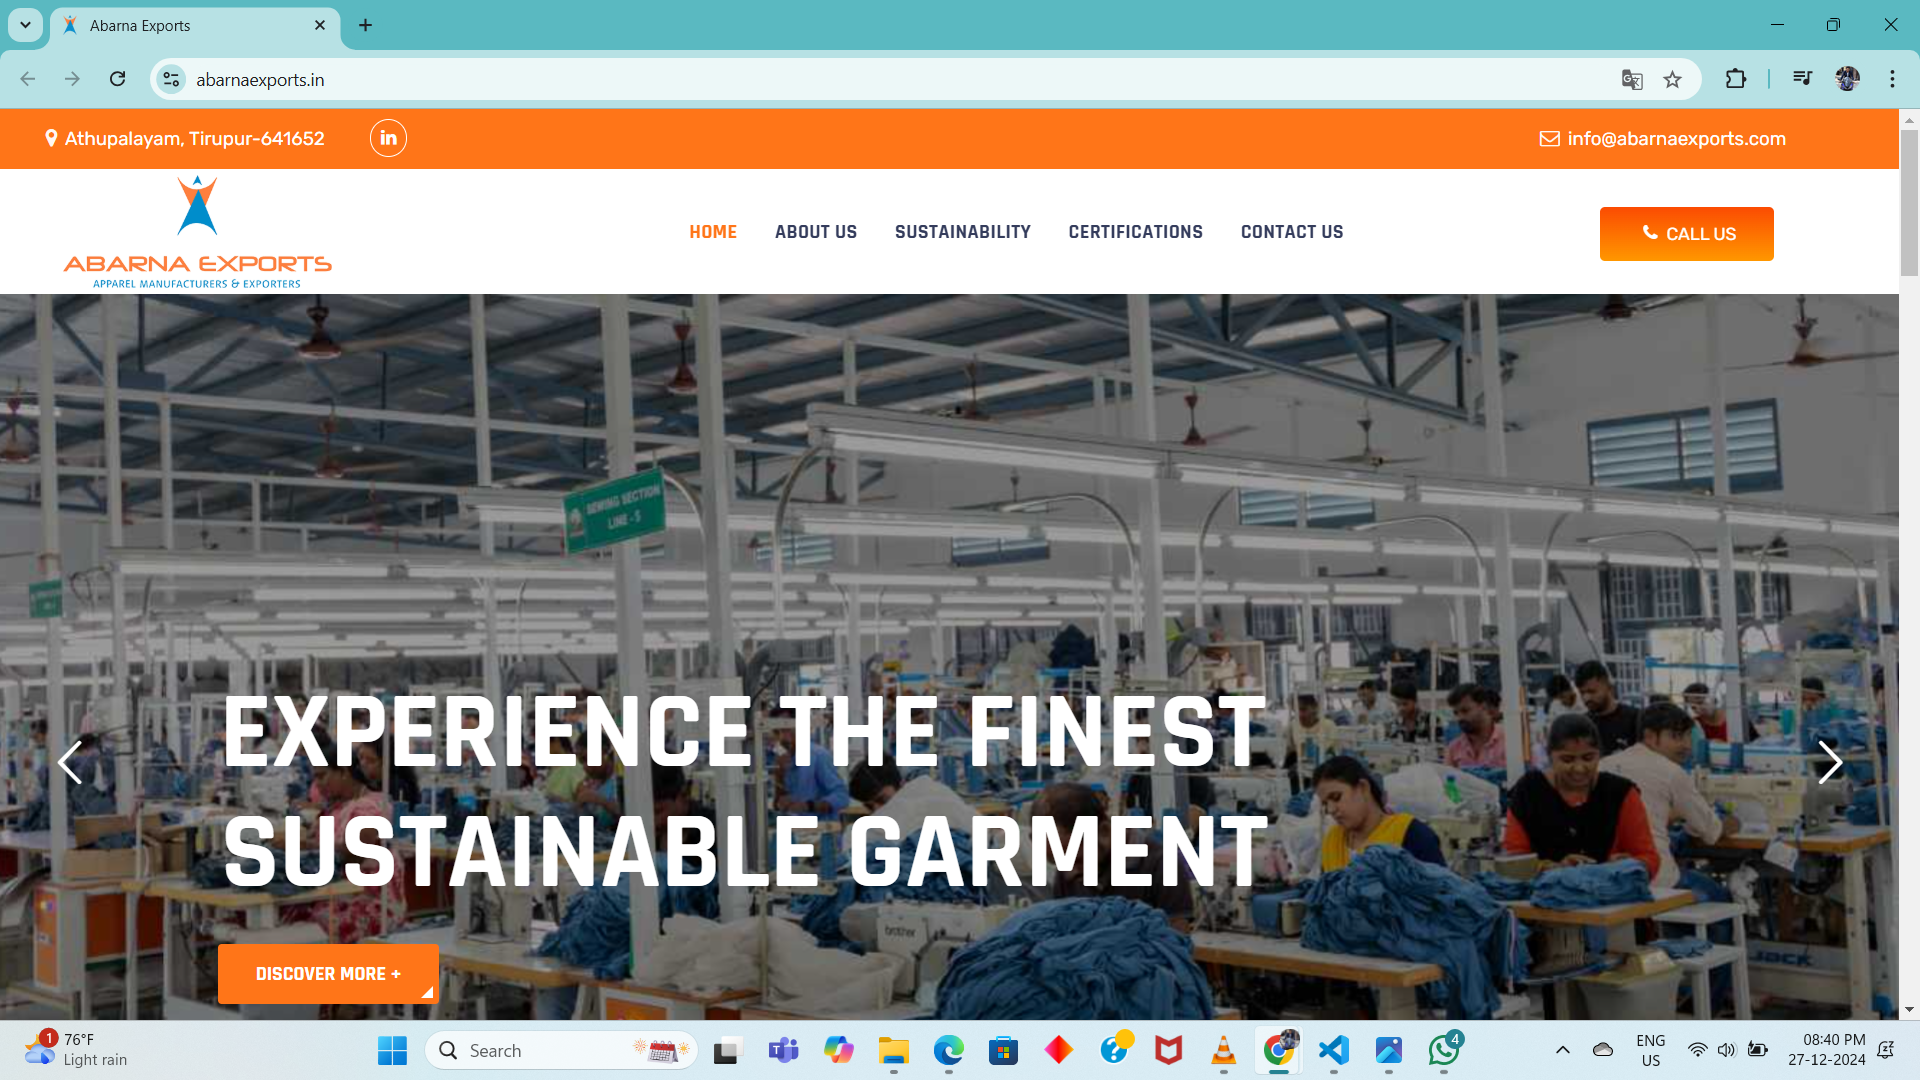 Abarna Exports
abarnaexports.in
Athupalayam, Tirupur-641652
in
info@abarnaexports.com
ABARNA EXPORTS
APPAREL MANUFACTURERS & EXPORTERS
HOME
ABOUT US
SUSTAINABILITY
CERTIFICATIONS
CONTACT US
CALL US
SEWING SECTION
LINE - 5
EXPERIENCE THE FINEST
SUSTAINABLE GARMENT
brother
JACK
DISCOVER MORE +
1
76°F
Light rain
Search
4
ENG
US
08:40 PM
27-12-2024